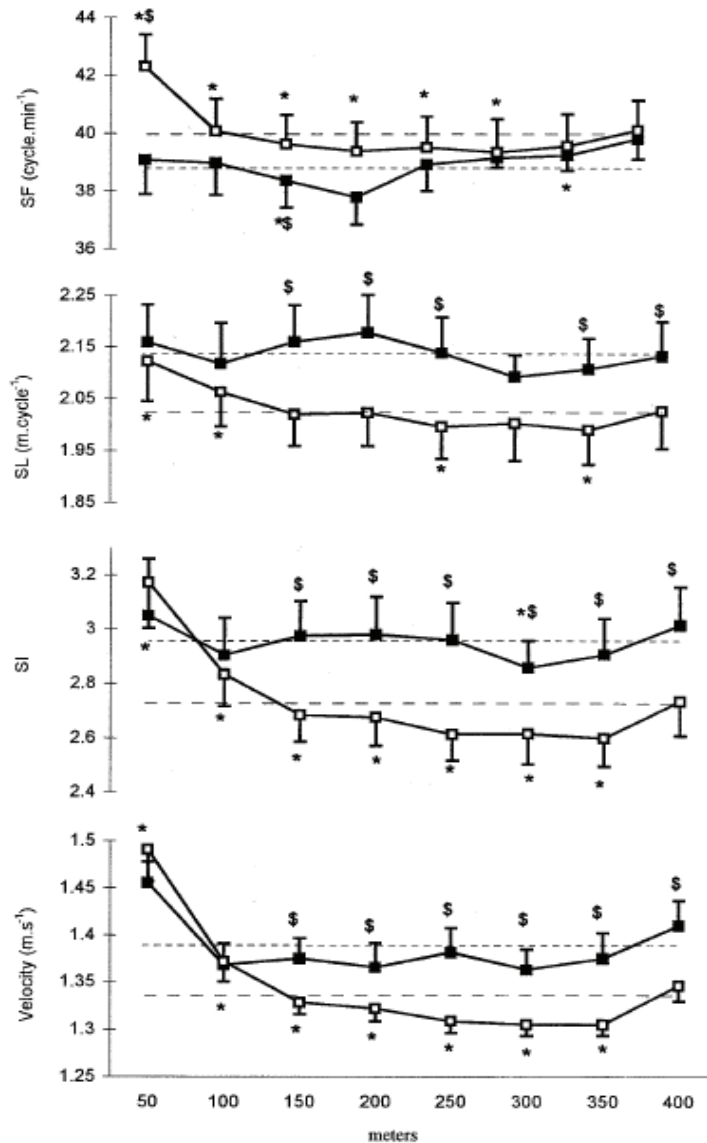 *$
44
42
* * * * *
SF (cycle.min-1)
40
38
*
*$
36
2.25
$ $ $ $ $
2.15
SL (m.cycle-1)
2.05
* *
1.95
* *
1.85
3.2
$ $ $ *$ $ $
3
*
SI
2.8
*
2.6
* * * * *
2.4
*
1.5
1.45
$ $ $ $ $ $
Velocity (m.s-1)
1.4
1.35
*
1.3
* * * * *
1.25
50 100 150 200 250 300 350 400
meters